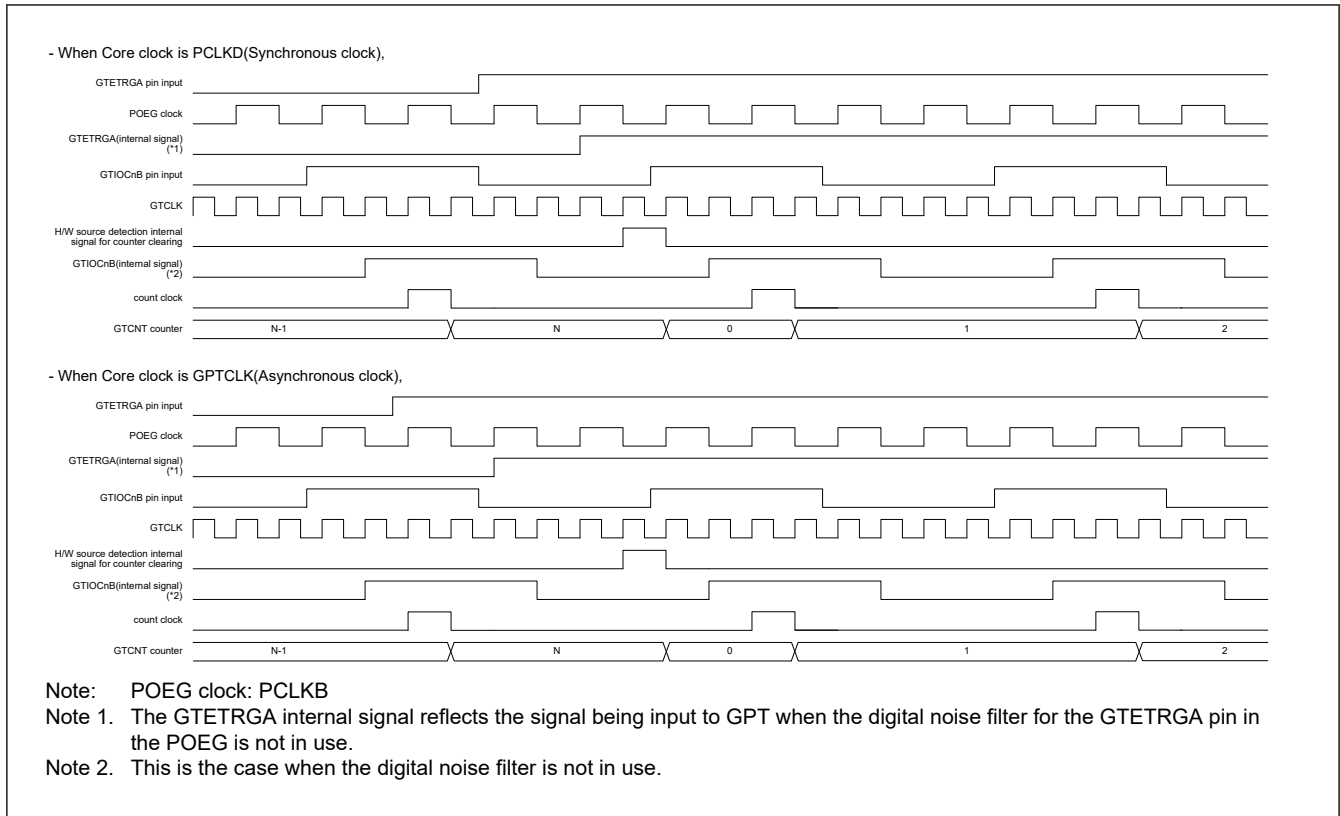 - When Core clock is PCLKD(Synchronous clock),
GTETRGA pin input
POEG clock
GTETRGA(internal signal)
(*1)
GTIOCnB pin input
GTCLK
H/W source detection internal
signal for counter clearing
GTIOCnB(internal signal)
(*2)
count clock
GTCNT counter N-1 N 0 1 2
- When Core clock is GPTCLK(Asynchronous clock),
GTETRGA pin input
POEG clock
GTETRGA(internal signal)
(*1)
GTIOCnB pin input
GTCLK
H/W source detection internal
signal for counter clearing
GTIOCnB(internal signal)
(*2)
count clock
GTCNT counter N-1 N 0 1 2
Note: POEG clock: PCLKB
Note 1. The GTETRGA internal signal reflects the signal being input to GPT when the digital noise filter for the GTETRGA pin in
the POEG is not in use.
Note 2. This is the case when the digital noise filter is not in use.